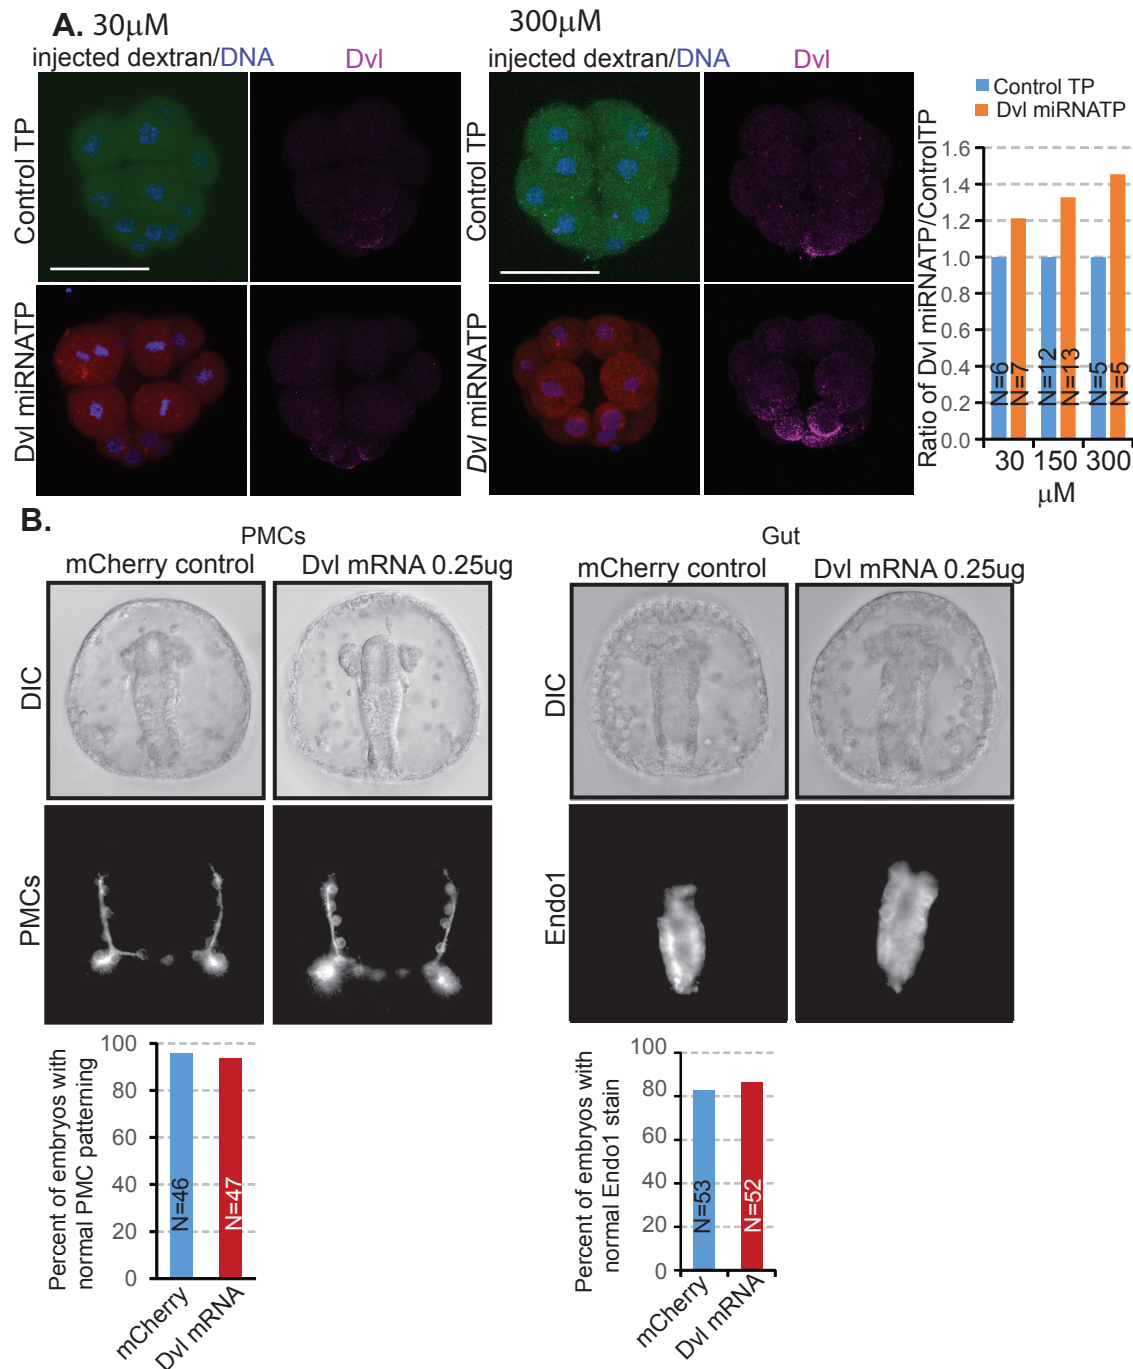 A. 30μM
300μM
injected dextran/DNA
Dvl
injected dextran/DNA
Dvl
Control TP
Dvl miRNATP
Control TP
Dvl miRNATP
Control TP
Dvl miRNATP
Ratio of Dvl miRNATP/ControlTP
1.6
1.4
1.2
1.0
0.8
0.6
0.4
0.2
0.0
N=6
N=7
N=12
N=13
N=5
N=5
30 150 300
μM
B.
PMCs
Gut
mCherry control
Dvl mRNA 0.25ug
mCherry control
Dvl mRNA 0.25ug
DIC
DIC
PMCs
Endo1
Percent of embryos with
normal PMC patterning
100
80
60
40
20
0
N=46
N=47
mCherry
Dvl mRNA
Percent of embryos with
normal Endo1 stain
100
80
60
40
20
0
N=53
N=52
mCherry
Dvl mRNA